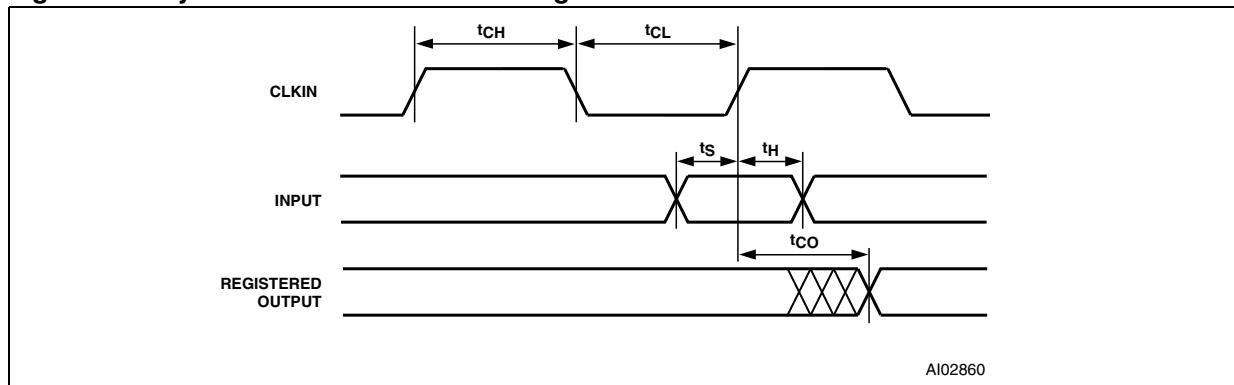 tCH
tCL
CLKIN
tS
tH
INPUT
tCO
REGISTERED
OUTPUT
AI02860